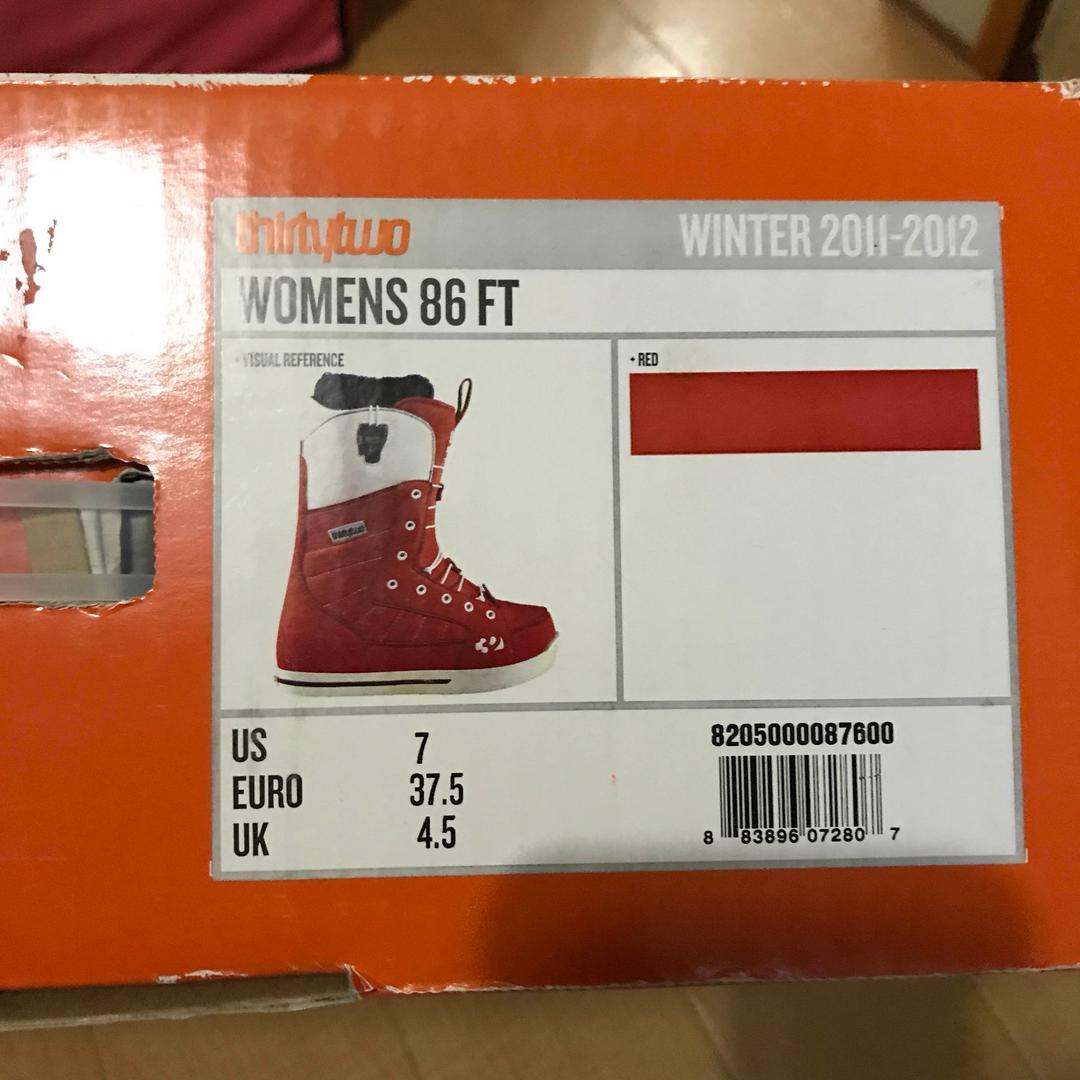 thirtytwo
WINTER 2011-2012
WOMENS 86 FT
+ VISUAL REFERENCE
+ RED
thirtytwo
US 7
EURO 37.5
UK 4.5
8205000087600
8 83896 07280 7